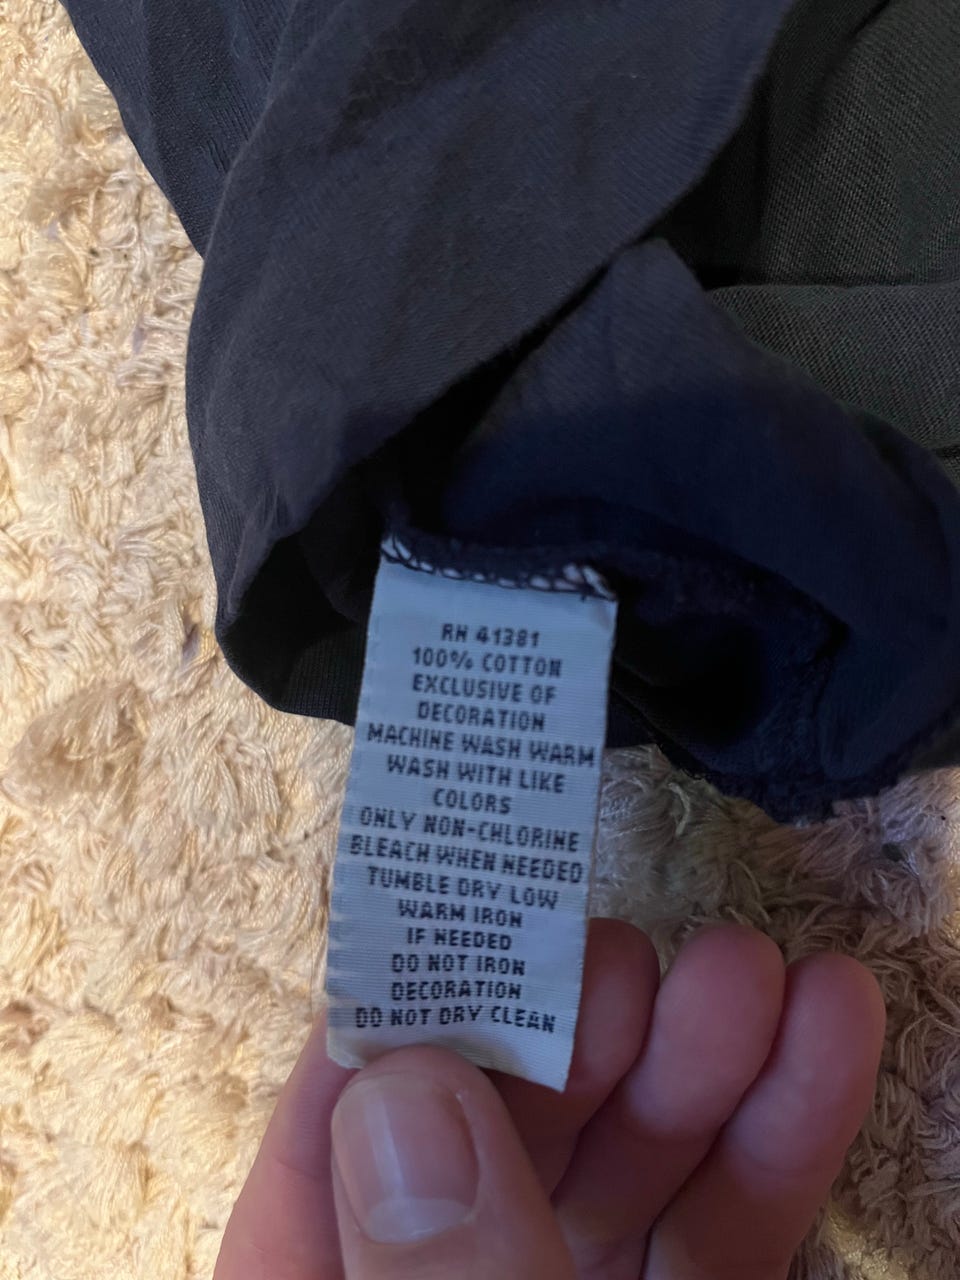 RN 41381
100% COTTON
EXCLUSIVE OF
DECORATION
MACHINE WASH WARM
WASH WITH LIKE
COLORS
ONLY NON-CHLORINE
BLEACH WHEN NEEDED
TUMBLE DRY LOW
WARM IRON
IF NEEDED
DO NOT IRON
DECORATION
DO NOT DRY CLEAN